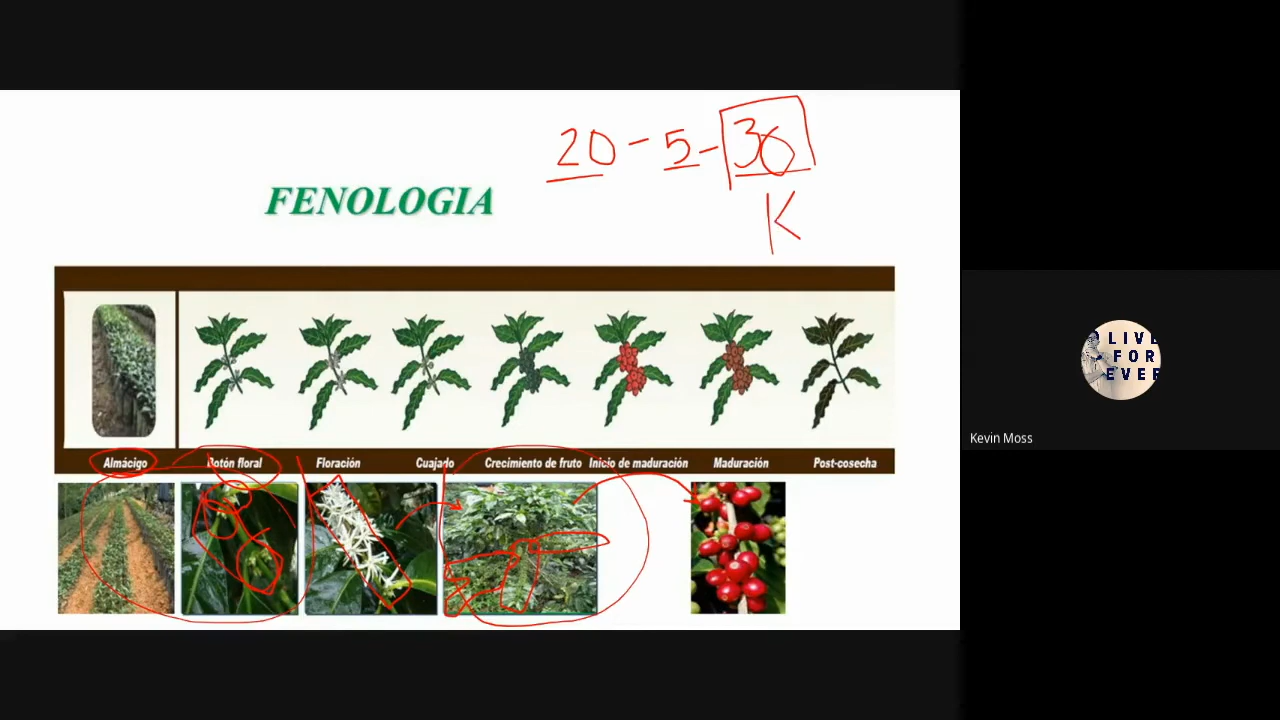 20 - 5 - 30
K
FENOLOGIA
Almácigo Botón floral Floración Cuajado Crecimiento de fruto Inicio de maduración Maduración Post-cosecha
LIVE
FOR
EVER
Kevin Moss